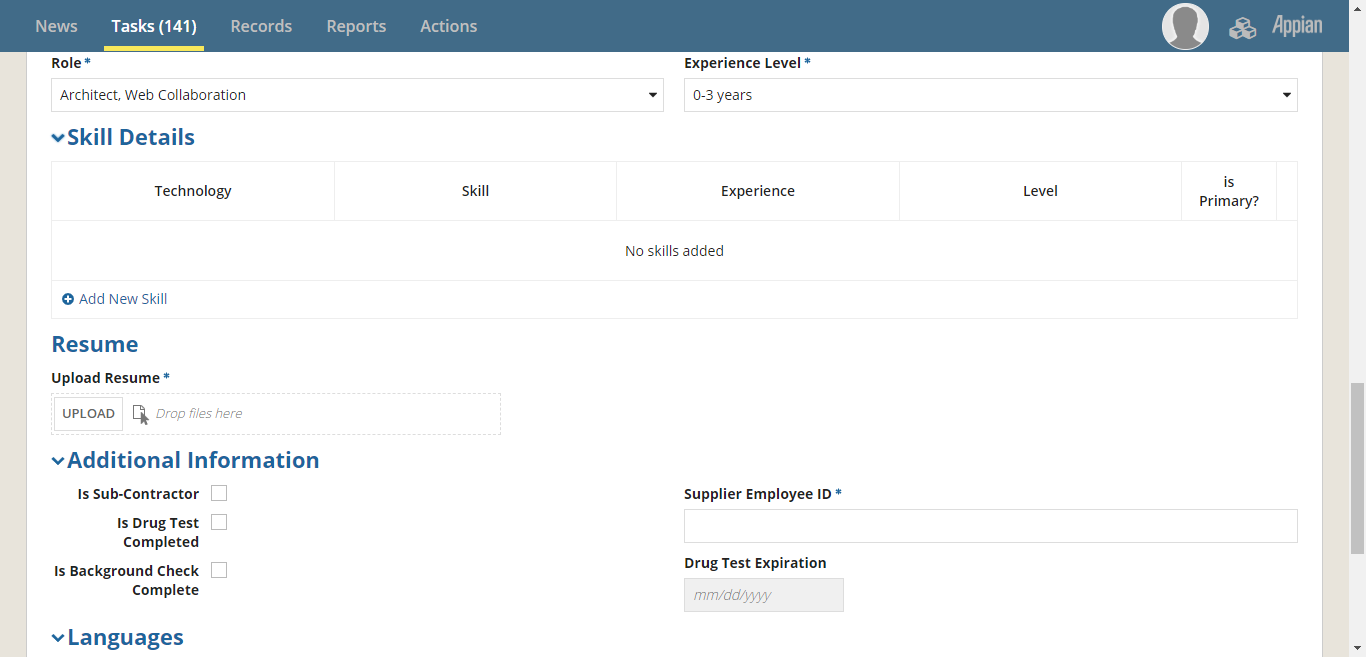 News Tasks (141) Records Reports Actions Appian
Role * Experience Level *
Architect, Web Collaboration 0-3 years
Skill Details
Technology Skill Experience Level is Primary?
No skills added
Add New Skill
Resume
Upload Resume *
UPLOAD Drop files here
Additional Information
Is Sub-Contractor
Is Drug Test
Completed
Is Background Check
Complete
Supplier Employee ID *
Drug Test Expiration
mm/dd/yyyy
Languages